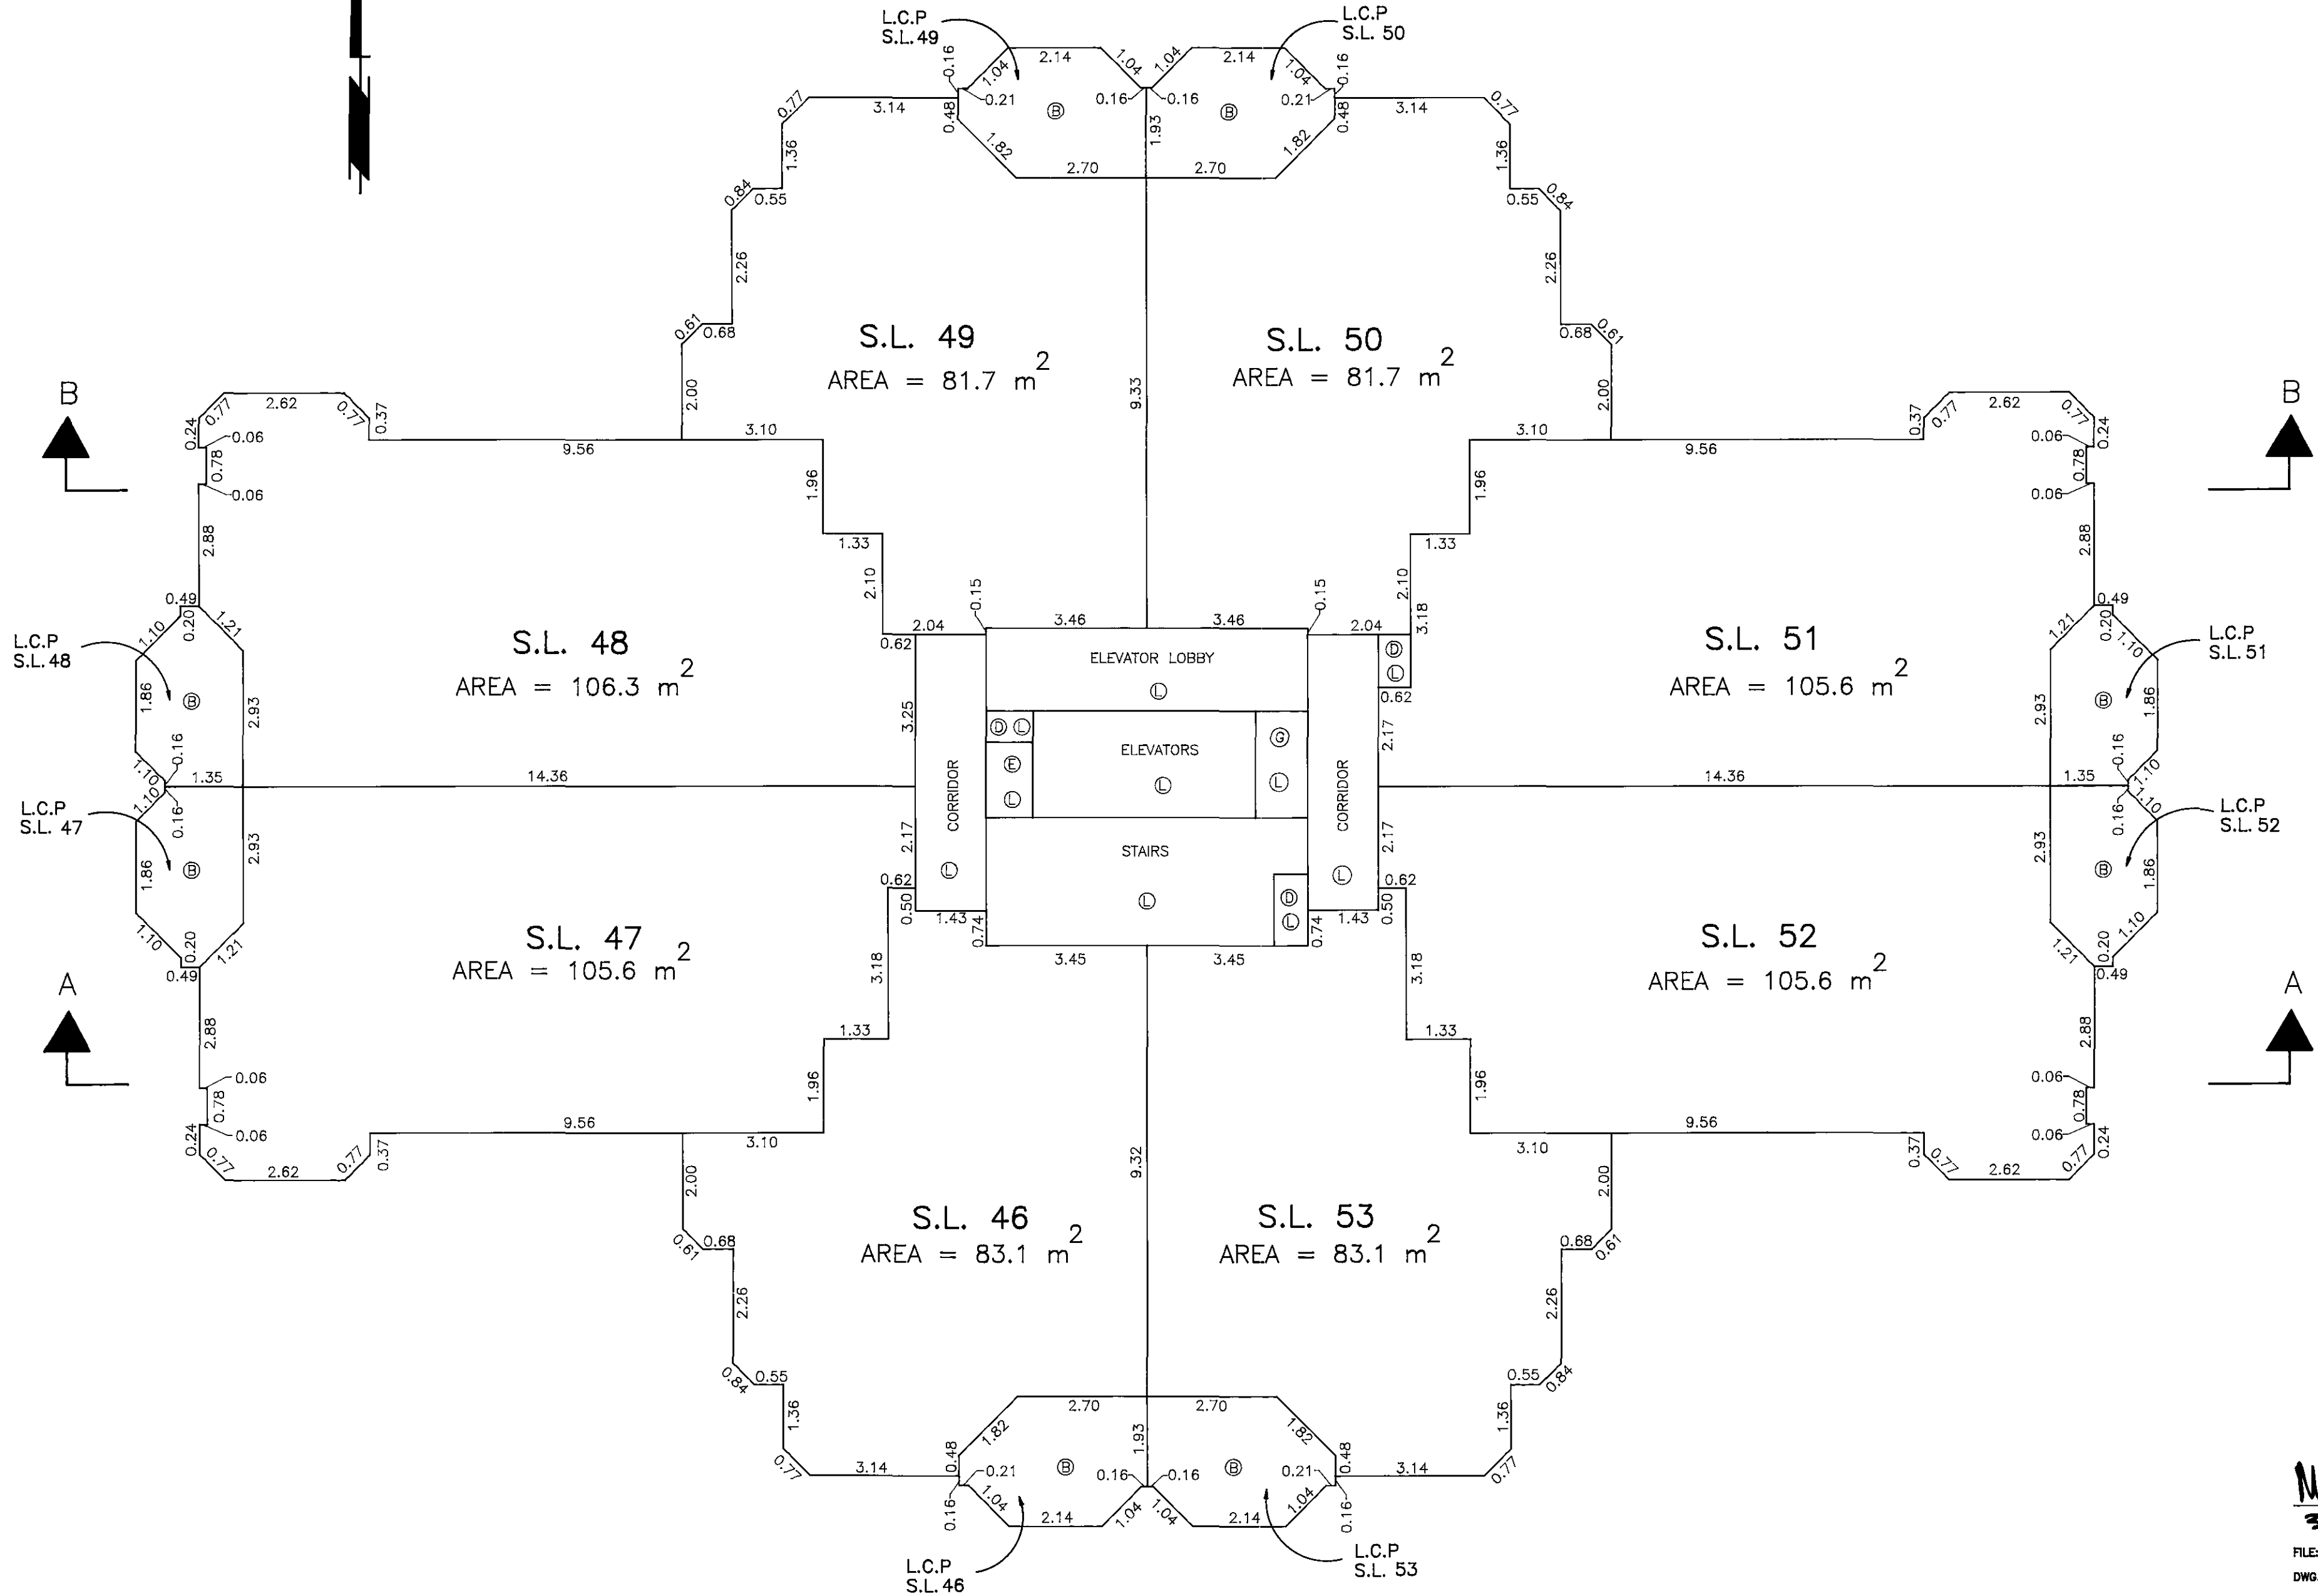 L.C.P
S.L. 49
L.C.P
S.L. 50
0.16
1.04
2.14
1.04
1.04
2.14
1.04
0.16
0.77
3.14
0.48
0.21
0.16
0.16
0.21
0.48
3.14
0.77
B
B
1.36
1.82
1.93
1.82
1.36
2.70
2.70
0.84
0.55
0.55
0.84
2.26
2.26
0.61
0.68
0.68
0.61
S.L. 49
AREA = 81.7 m2
S.L. 50
AREA = 81.7 m2
B
B
2.00
9.33
2.00
0.77
2.62
0.77
0.37
0.37
0.77
2.62
0.77
0.24
0.06
0.78
0.06
0.24
0.06
0.78
0.06
9.56
3.10
3.10
9.56
1.96
1.96
2.88
1.33
1.33
2.88
2.10
2.10
0.49
0.20
1.21
1.10
0.15
3.46
3.46
0.15
3.18
0.49
0.20
1.21
1.10
2.04
0.62
2.04
L.C.P
S.L. 48
S.L. 48
AREA = 106.3 m2
ELEVATOR LOBBY
L
D
L
0.62
S.L. 51
AREA = 105.6 m2
L.C.P
S.L. 51
1.86
B
2.93
3.25
D L
E
L
ELEVATORS
L
G
L
2.17
2.93
B
1.86
0.16
1.10
1.35
14.36
14.36
1.35
0.16
1.10
CORRIDOR
L
CORRIDOR
L
L.C.P
S.L. 47
1.10
0.16
2.93
1.86
B
2.17
STAIRS
L
D
L
2.17
2.93
0.16
1.10
B
1.86
L.C.P
S.L. 52
0.62
0.50
1.43
0.74
0.74
1.43
0.62
0.50
1.10
0.20
1.21
0.49
3.45
3.45
1.21
0.20
1.10
0.49
S.L. 47
AREA = 105.6 m2
S.L. 52
AREA = 105.6 m2
A
A
3.18
3.18
2.88
1.33
1.33
2.88
0.06
0.78
0.06
0.24
0.06
0.78
0.06
0.24
1.96
1.96
9.56
3.10
3.10
9.56
0.77
2.62
0.77
0.37
0.37
0.77
2.62
0.77
2.00
9.32
2.00
S.L. 46
AREA = 83.1 m2
S.L. 53
AREA = 83.1 m2
0.61
0.68
0.68
0.61
2.26
2.26
0.84
0.55
0.55
0.84
1.36
2.70
2.70
1.36
1.82
1.93
1.82
0.77
3.14
0.48
0.21
B
0.16
0.16
B
0.21
0.48
3.14
0.77
0.16
1.04
2.14
1.04
1.04
2.14
1.04
0.16
L.C.P
S.L. 46
L.C.P
S.L. 53
FILE:
DWG